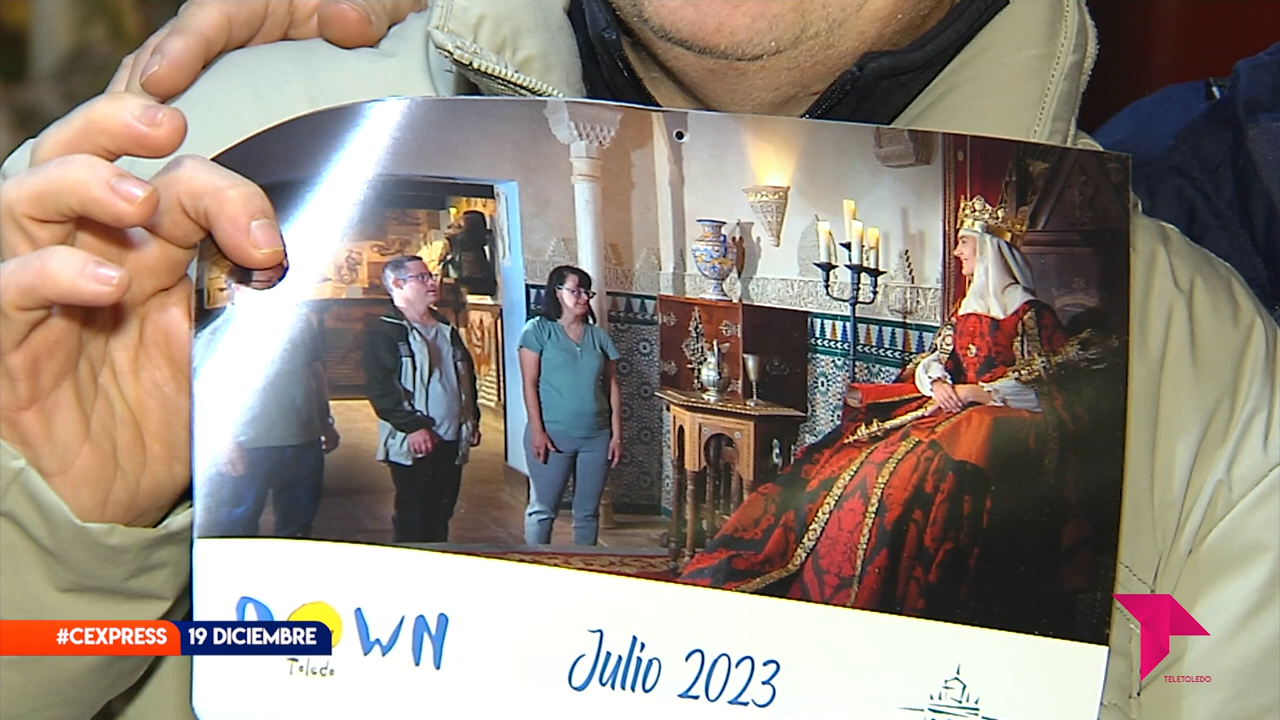 DOWN
Toledo
Julio 2023
#CEXPRESS 19 DICIEMBRE
TELETOLEDO